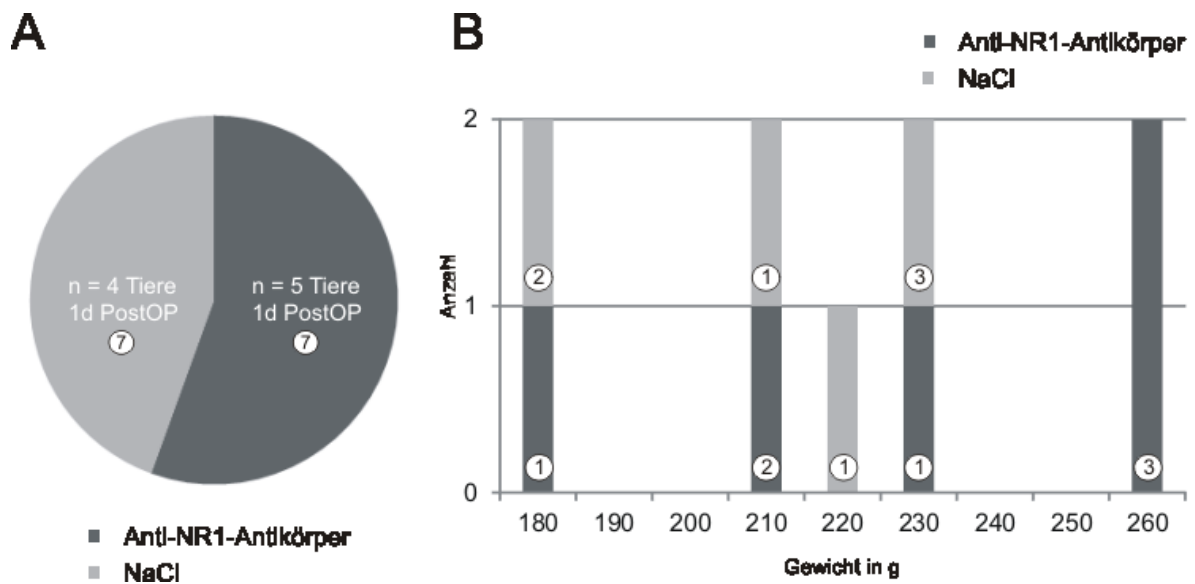 A
n = 4 Tiere
1d PostOP
7
n = 5 Tiere
1d PostOP
7
Anti-NR1-Antikörper
NaCl
B
Anti-NR1-Antikörper
NaCl
Anzahl
2
1
0
2
1
3
1
2
1
1
3
180 190 200 210 220 230 240 250 260
Gewicht in g